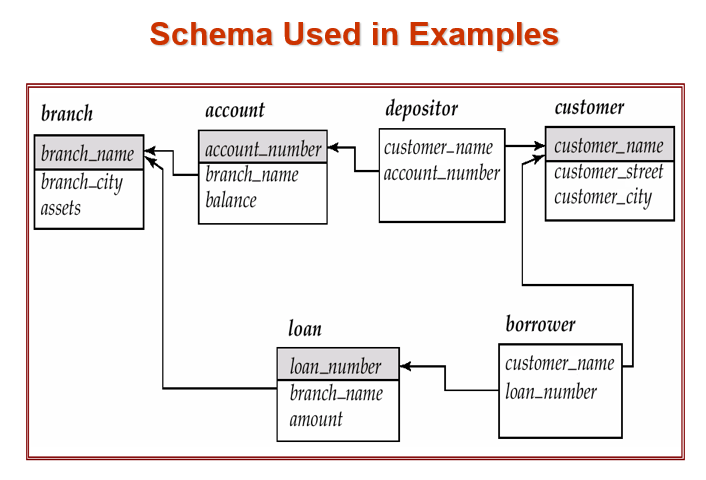 Schema Used in Examples
branch
branch_name
branch_city
assets
account
account_number
branch_name
balance
depositor
customer_name
account_number
customer
customer_name
customer_street
customer_city
loan
loan_number
branch_name
amount
borrower
customer_name
loan_number